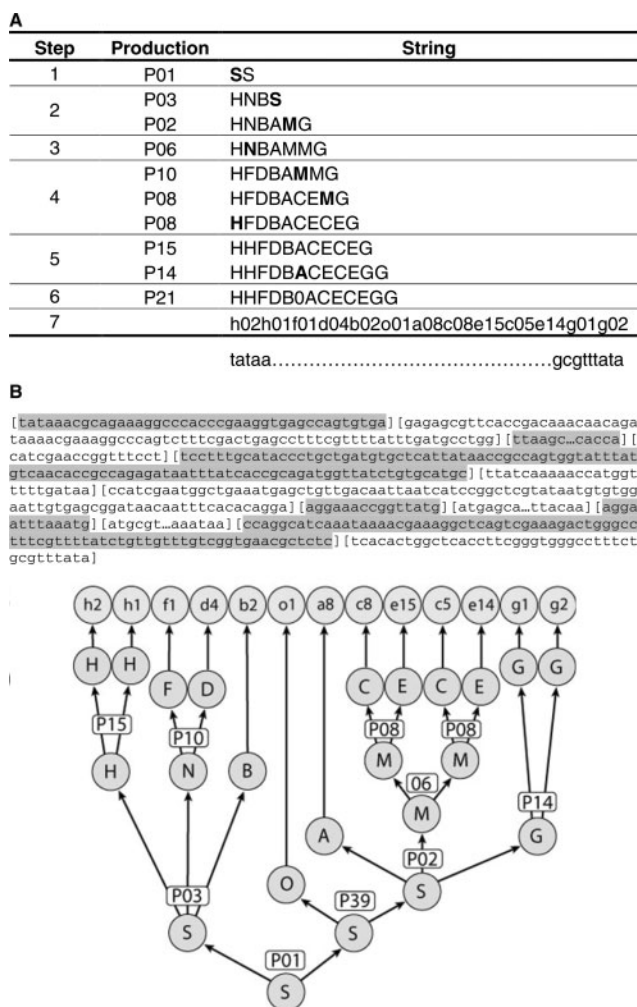 A
Step Production String
1 P01 SS
2 P03 HNBS
P02 HNBAMG
3 P06 HNBAMMG
4 P10 HFDBAMMG
P08 HFDBACEMG
P08 HFDBACECEG
5 P15 HHFDBACECEG
P14 HHFDBACECEGG
6 P21 HHFDB0ACECEGG
7 h02h01f01d04b02o01a08c08e15c05e14g01g02
tataa……………………………………gcgtttata
B
[tataaacgcagaaaggcccacccgaaggtgagccagtgtga][gagagcgttcaccgacaaacaacaga
taaaacgaaaggcccagtctttcgactgagcctttcgttttatttgatgcctgg][ttaagc…cacca][
catcgaaccggtttcct][tcctttgcataccctgctgatgtgctcattataaccgccagtggtatttat
gtcaacaccgccagagataatttatcaccgcagatggttatctgtgcatgc][ttatcaaaaaccatggt
ttttgataa][ccatcgaatggctgaaatgagctgttgacaattaatcatccggctcgtataatgtgtgg
aattgtgagcggataacaatttcacacagga][aggaaaccggttatg][atgagca…ttacaa][agga
atttaaatg][atgcgt…aaataa][ccaggcatcaaataaaacgaaaggctcagtcgaaagactgggcc
tttcgttttatctgttgtttgtcggtgaacgctctc][tcacactggctcaccttcgggtgggcctttct
gcgtttata]
h2 h1 f1 d4 b2 o1 a8 c8 e15 c5 e14 g1 g2
H H F D C E C E G G
P15 P10 P08 P08
H N B M M
06 P14
M
A G
P02
P03 O P39 S
S S
P01
S